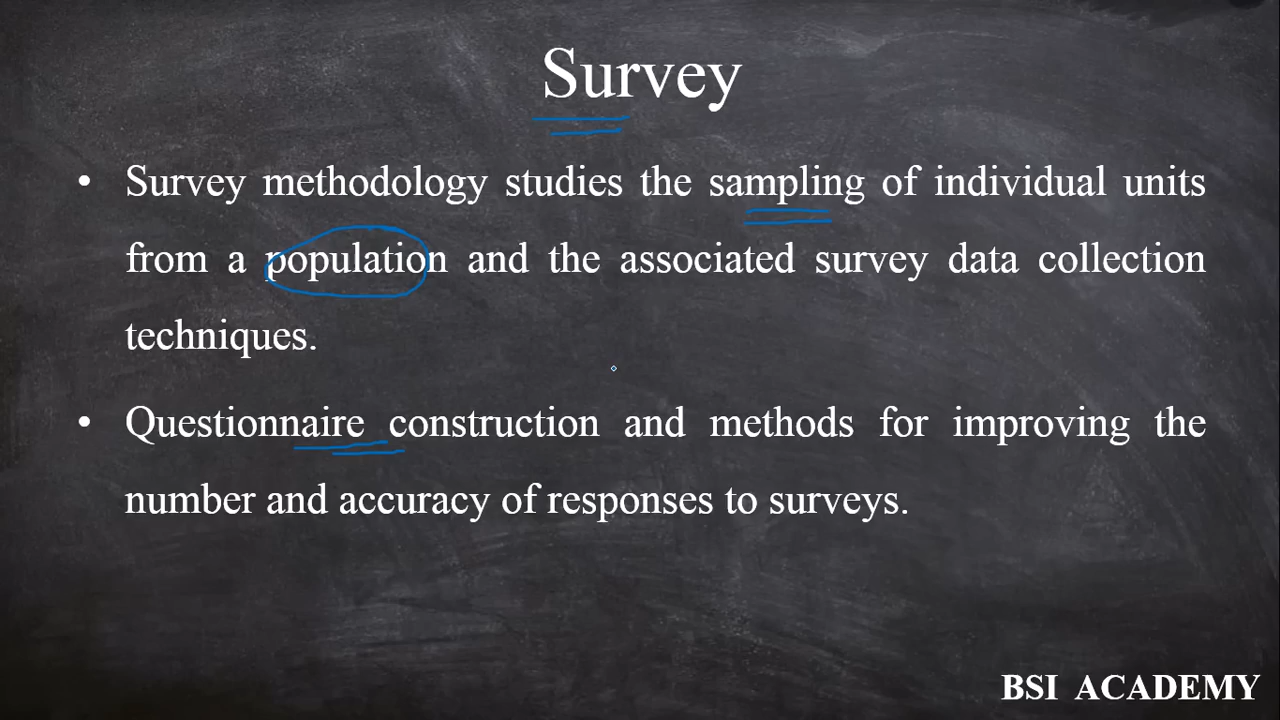 Survey
• Survey methodology studies the sampling of individual units
from a population and the associated survey data collection
techniques.
• Questionnaire construction and methods for improving the
number and accuracy of responses to surveys.
BSI ACADEMY